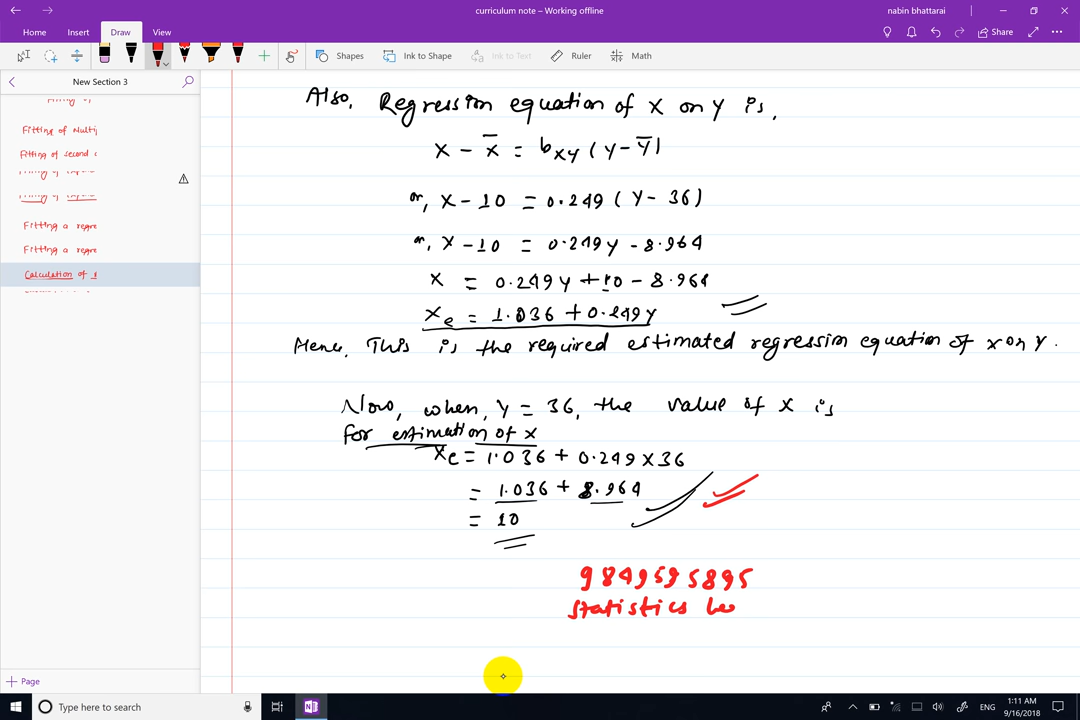 curriculum note – Working offline
nabin bhattarai
Home Insert Draw View
Share
Shapes Ink to Shape Ink to Text Ruler Math
New Section 3
Fitting of
Fitting of Multip
Fitting of second
Fitting a regre
Fitting a regre
Calculation of
Page
Also, Regression equation of X on Y is,
X - X̅ = bxy (Y - Y̅)
or, X - 10 = 0.249 (Y - 36)
or, X - 10 = 0.249Y - 8.964
X = 0.249Y + 10 - 8.964
Xe = 1.036 + 0.249Y
Hence, This is the required estimated regression equation of X on Y.
Now, when, Y = 36, the value of X is
for estimation of X
Xe = 1.036 + 0.249 X 36
= 1.036 + 8.964
= 10
9849595895
Statistics
Type here to search
ENG
1:11 AM
9/16/2018